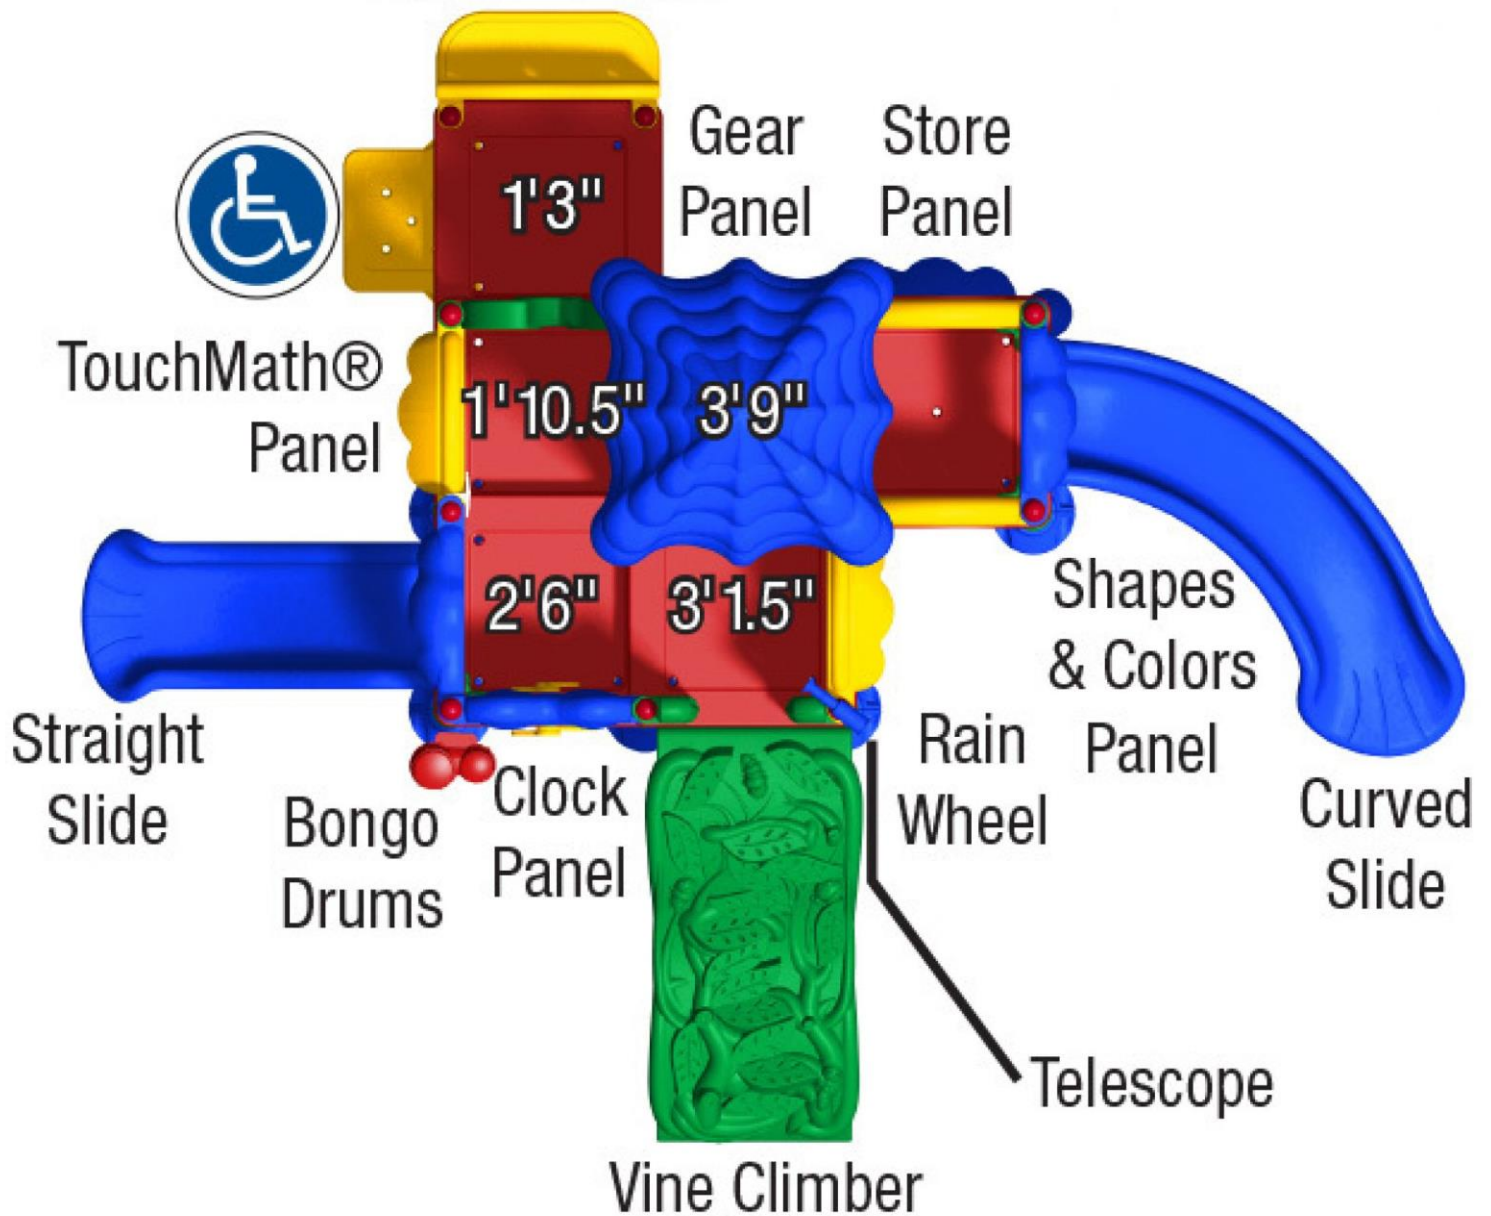 Gear
Panel
Store
Panel
1'3"
TouchMath®
Panel
1'10.5"
3'9"
2'6"
3'1.5"
Shapes
& Colors
Panel
Straight
Slide
Bongo
Drums
Clock
Panel
Rain
Wheel
Curved
Slide
Telescope
Vine Climber